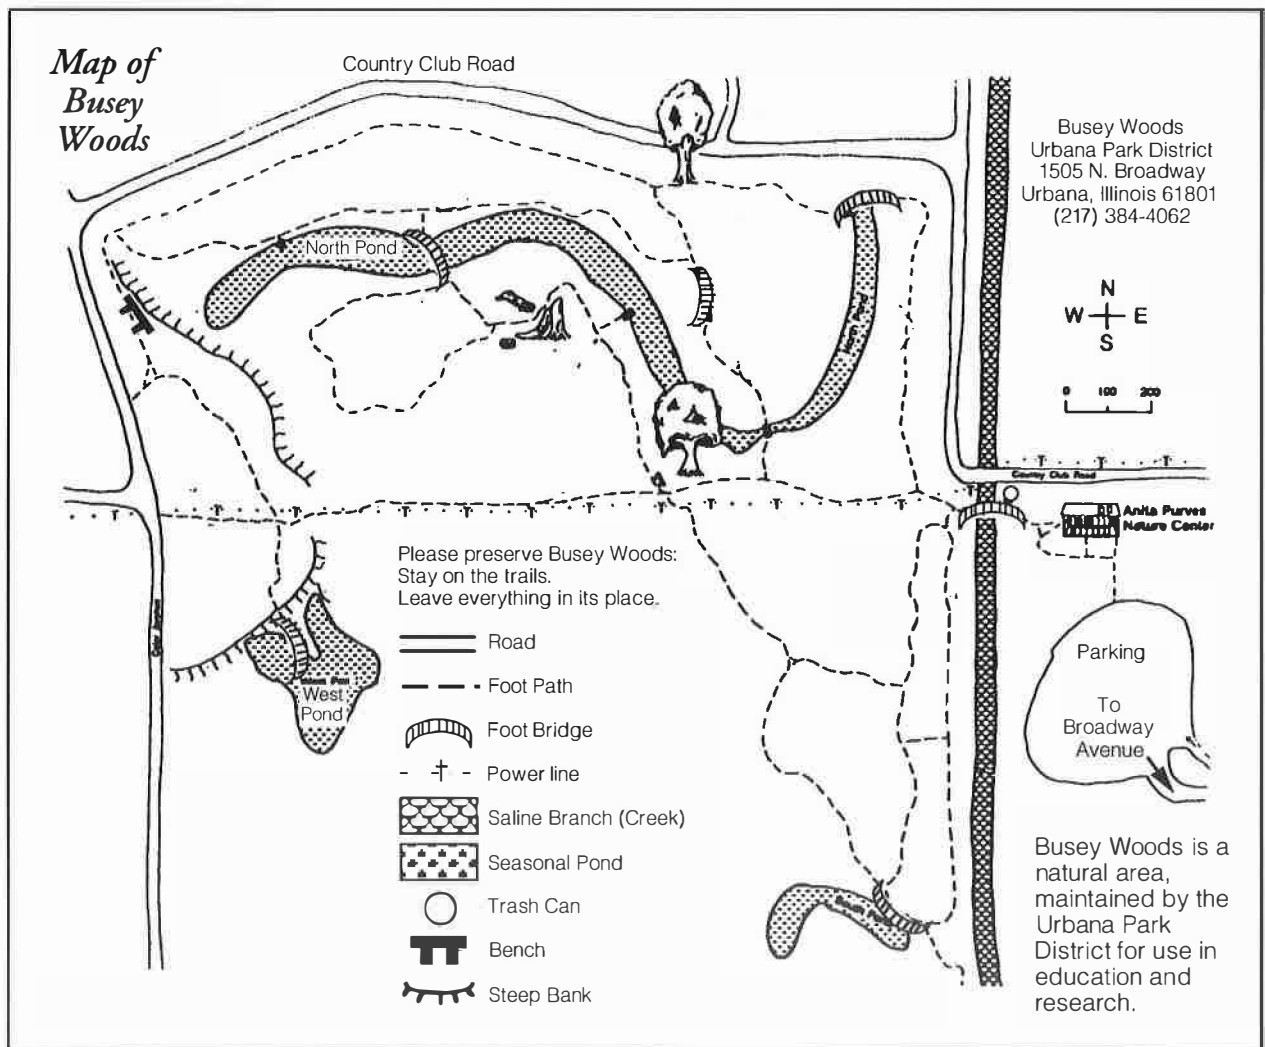 Map of
Busey
Woods
Country Club Road
Busey Woods
Urbana Park District
1505 N. Broadway
Urbana, Illinois 61801
(217) 384-4062
N
W E
S
0 100 200
North Pond
North Pond
Country Club Road
Anita Purves
Nature Center
Please preserve Busey Woods:
Stay on the trails.
Leave everything in its place.
Road
Foot Path
Foot Bridge
Power line
Saline Branch (Creek)
Seasonal Pond
Trash Can
Bench
Steep Bank
West
Pond
South Pond
Parking
To
Broadway
Avenue
Busey Woods is a
natural area,
maintained by the
Urbana Park
District for use in
education and
research.